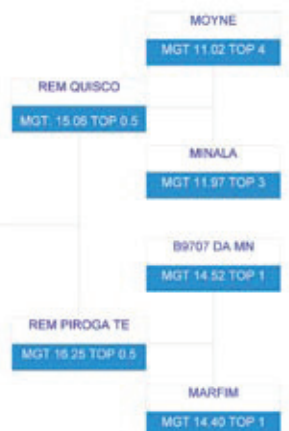 MOYNE
MGT 11.02 TOP 4
REM QUISCO
MGT: 15.06 TOP 0.5
MINALA
MGT 11.97 TOP 3
B9707 DA MN
MGT 14.52 TOP 1
REM PIROGA TE
MGT 16.25 TOP 0.5
MARFIM
MGT 14.40 TOP 1